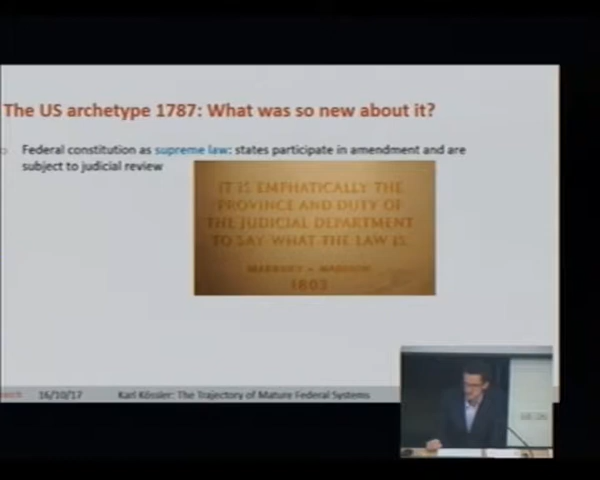 The US archetype 1787: What was so new about it?
Federal constitution as supreme law: states participate in amendment and are
subject to judicial review
IT IS EMPHATICALLY THE
PROVINCE AND DUTY OF
THE JUDICIAL DEPARTMENT
TO SAY WHAT THE LAW IS.
MARBURY v. MADISON
1803
16/10/17 Karl Kössler: The Trajectory of Mature Federal Systems